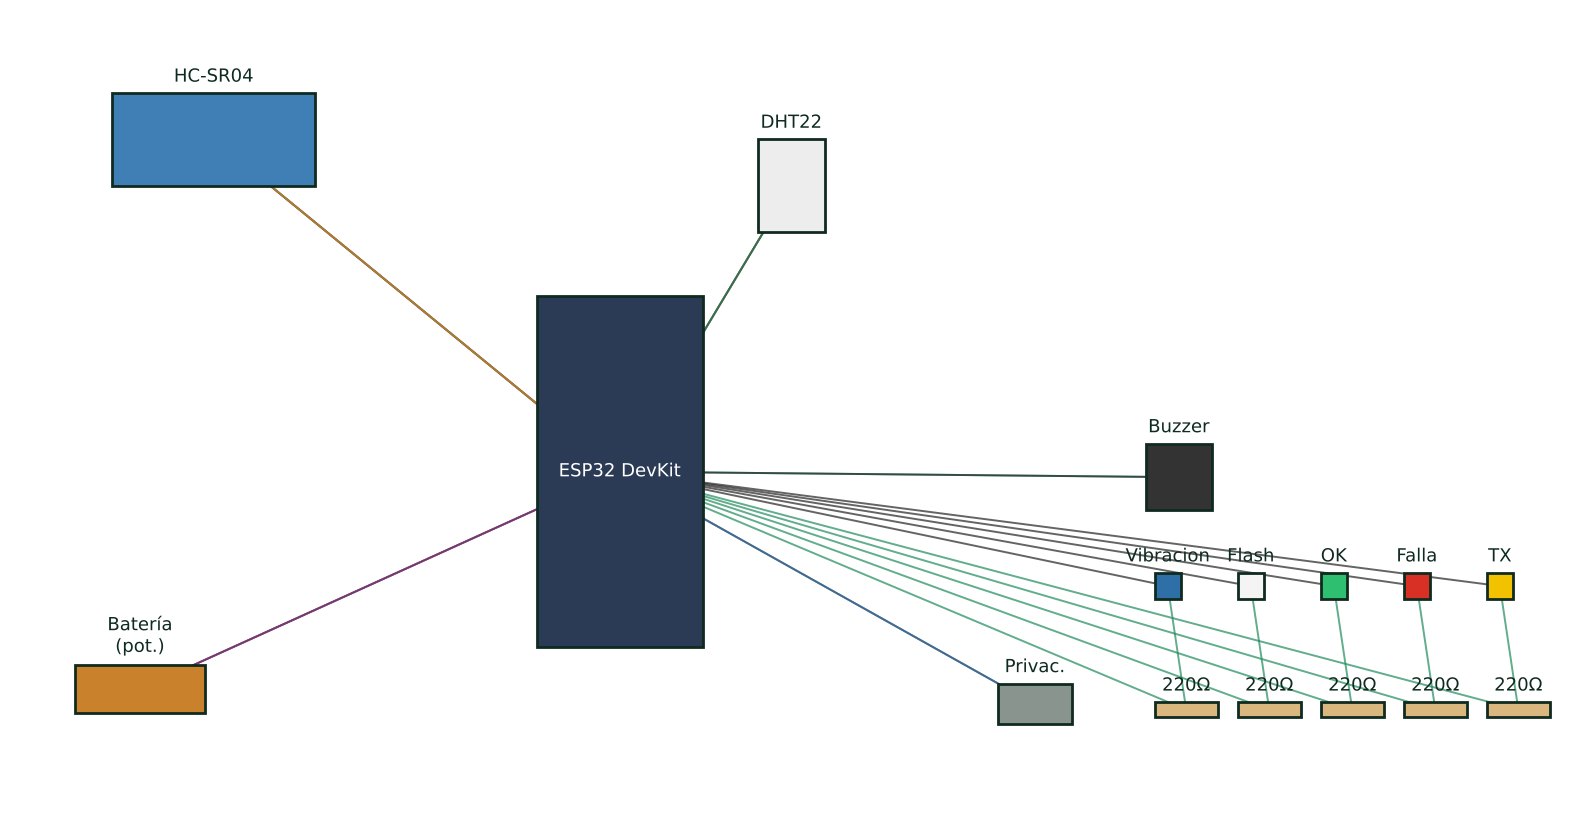 HC-SR04
DHT22
ESP32 DevKit
Buzzer
Vibracion
Flash
OK
Falla
TX
Batería
(pot.)
Privac.
220Ω
220Ω
220Ω
220Ω
220Ω